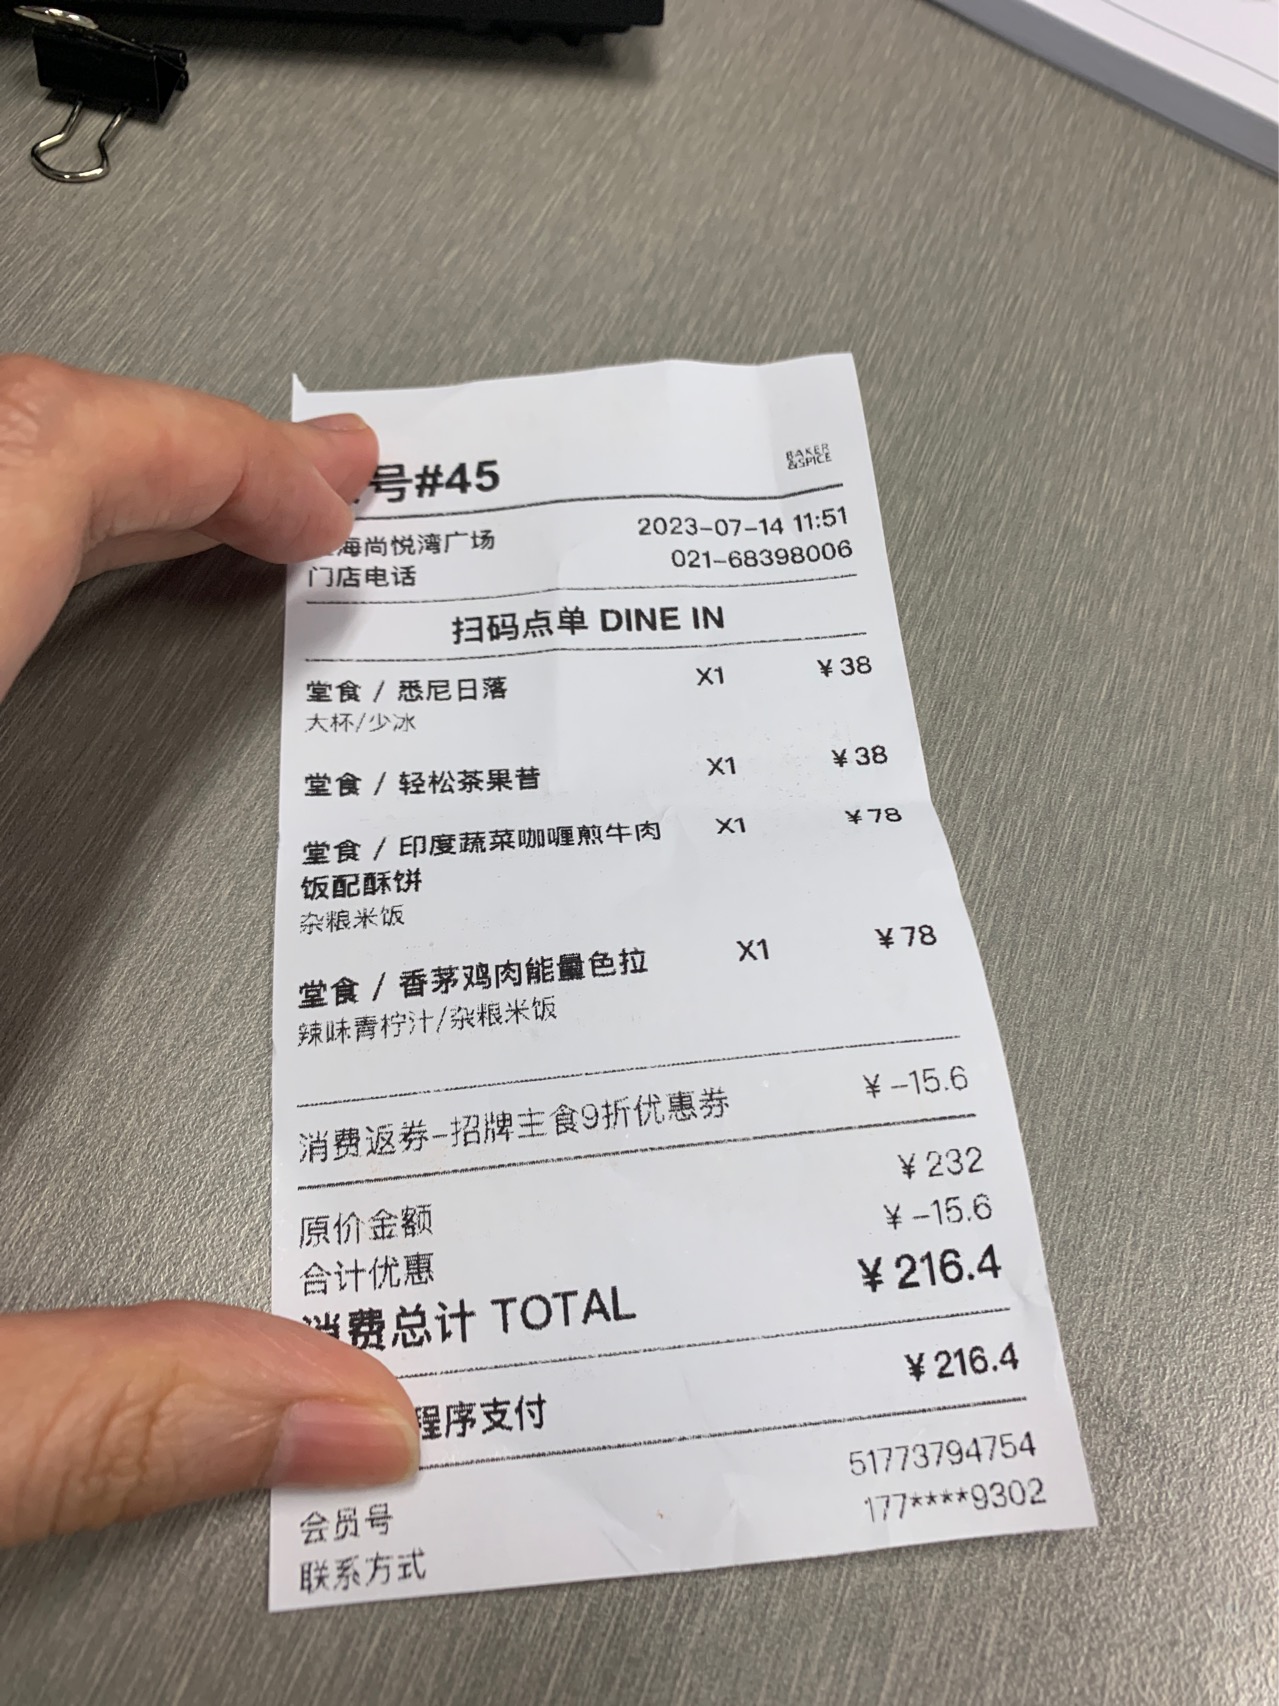 号#45
BAKER
&SPICE
海尚悦湾广场 2023-07-14 11:51
门店电话 021-68398006
扫码点单 DINE IN
堂食 / 悉尼日落 X1 ¥38
大杯/少冰
堂食 / 轻松茶果昔 X1 ¥38
堂食 / 印度蔬菜咖喱煎牛肉 X1 ¥78
饭配酥饼
杂粮米饭
堂食 / 香茅鸡肉能量色拉 X1 ¥78
辣味青柠汁/杂粮米饭
消费返券-招牌主食9折优惠券 ¥-15.6
原价金额 ¥232
合计优惠 ¥-15.6
消费总计 TOTAL ¥216.4
程序支付 ¥216.4
会员号 51773794754
联系方式 177****9302